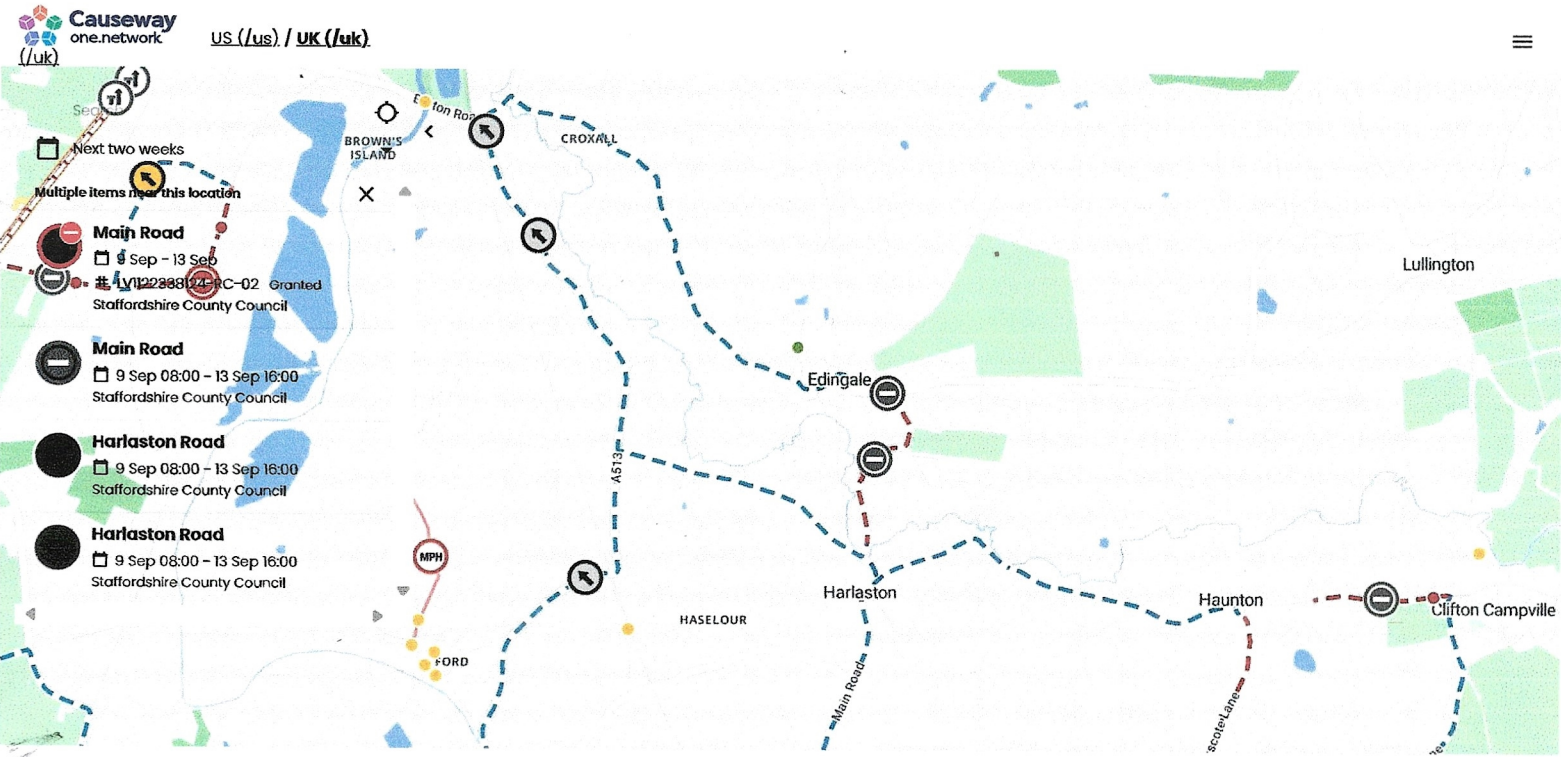 Causeway
one.network
(/uk)
US (/us) / UK (/uk)
Next two weeks
Multiple items near this location
Main Road
9 Sep - 13 Sep
Granted
Staffordshire County Council
Main Road
9 Sep 08:00 - 13 Sep 16:00
Staffordshire County Council
Harlaston Road
9 Sep 08:00 - 13 Sep 16:00
Staffordshire County Council
Harlaston Road
9 Sep 08:00 - 13 Sep 16:00
Staffordshire County Council
BROWN'S
ISLAND
CROXALL
Lullington
Edingale
A513
MPH
Harlaston
HASELOUR
Haunton
Clifton Campville
FORD
Main Road